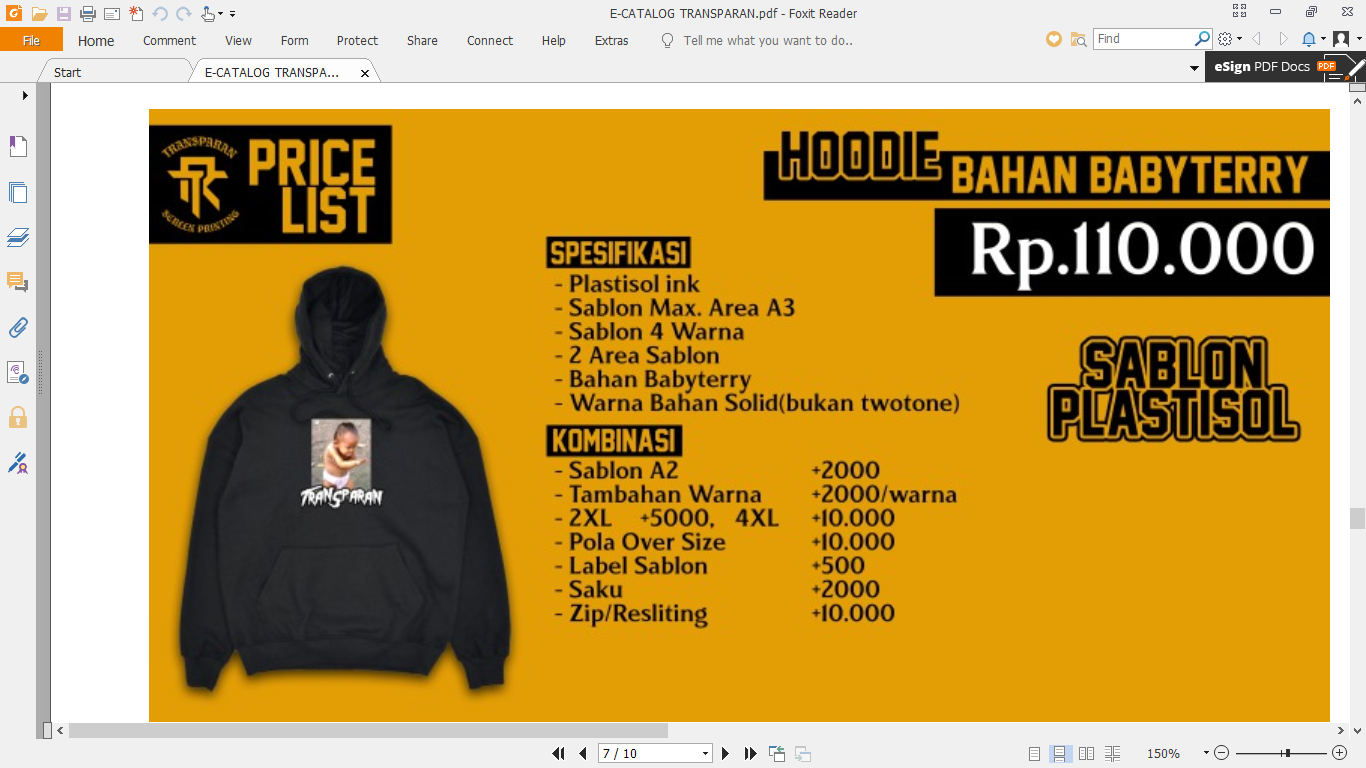 E-CATALOG TRANSPARAN.pdf - Foxit Reader
File Home Comment View Form Protect Share Connect Help Extras Tell me what you want to do.. Find
Start E-CATALOG TRANSPA... eSign PDF Docs PDF
TRANSPARAN
SCREEN PRINTING
PRICE
LIST
HOODIE
BAHAN BABYTERRY
Rp.110.000
SPESIFIKASI
- Plastisol ink
- Sablon Max. Area A3
- Sablon 4 Warna
- 2 Area Sablon
- Bahan Babyterry
- Warna Bahan Solid(bukan twotone)
SABLON
PLASTISOL
KOMBINASI
- Sablon A2 +2000
- Tambahan Warna +2000/warna
- 2XL +5000, 4XL +10.000
- Pola Over Size +10.000
- Label Sablon +500
- Saku +2000
- Zip/Resliting +10.000
TRANSPARAN
7 / 10 150%